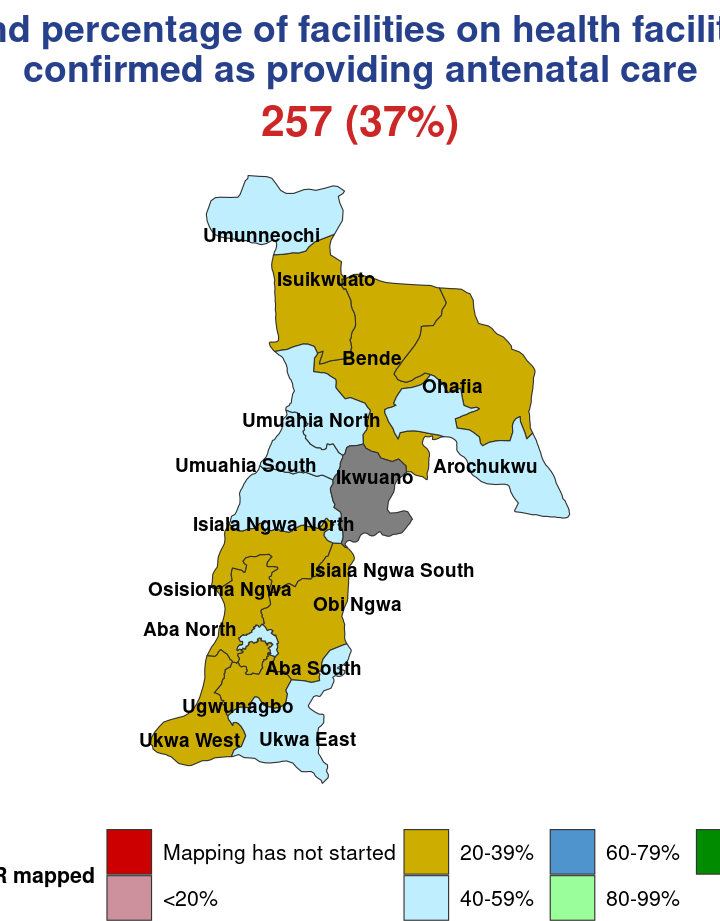 nd percentage of facilities on health facilit
confirmed as providing antenatal care
257 (37%)
Umunneochi
Isuikwuato
Bende
Ohafia
Umuahia North
Umuahia South
Arochukwu
Ikwuano
Isiala Ngwa North
Isiala Ngwa South
Osisioma Ngwa
Obi Ngwa
Aba North
Aba South
Ugwunagbo
Ukwa West
Ukwa East
R mapped
Mapping has not started
20-39%
60-79%
<20%
40-59%
80-99%